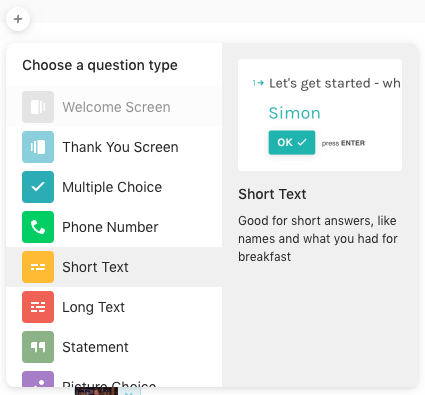 +
Choose a question type
Welcome Screen
Thank You Screen
Multiple Choice
Phone Number
Short Text
Long Text
Statement
Picture Choice
1→ Let's get started - wh
Simon
OK ✓ press ENTER
Short Text
Good for short answers, like
names and what you had for
breakfast